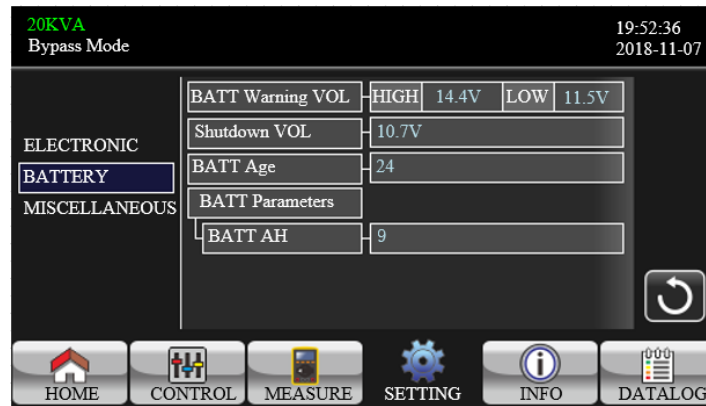 20KVA
19:52:36
Bypass Mode
2018-11-07
ELECTRONIC
BATTERY
MISCELLANEOUS
BATT Warning VOL HIGH 14.4V LOW 11.5V
Shutdown VOL 10.7V
BATT Age 24
BATT Parameters
BATT AH 9
HOME CONTROL MEASURE SETTING INFO DATALOG